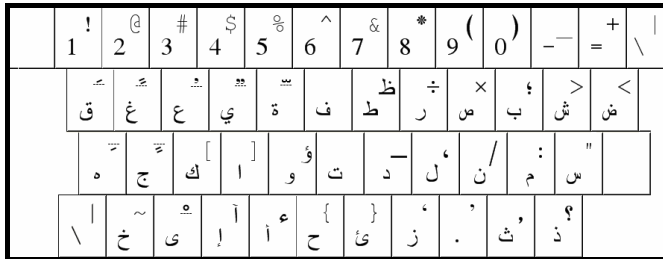 ! @ # $ % ^ & * ( ) _ + |
1 2 3 4 5 6 7 8 9 0 - = \
َ ً ُ ٌ ّ ظ ÷ × ؛ > <
ق غ ع ي ة ف ط ر ص ب ش ض
ِ ٍ [ ] ؤ ـ ، / : "
ه ج ك ا و ت د ل ن م س
| ~ ْ آ ء { } ‘ ’ , ؟
\ خ ى إ أ ح ئ ز . ث ذ